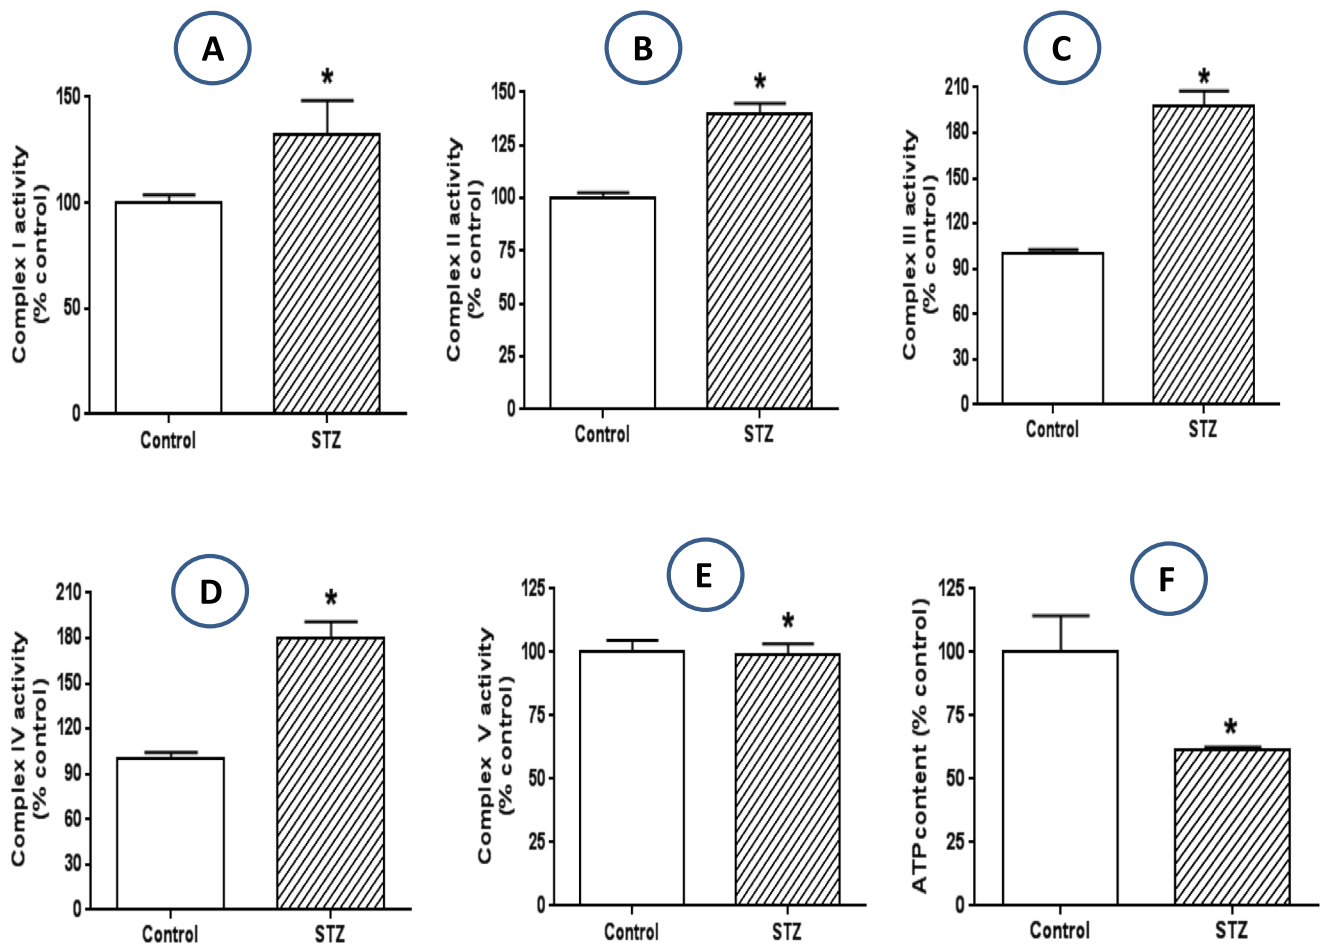 A
*
150
100
50
0
Complex I activity
(% control)
Control
STZ
B
*
150
125
100
75
50
25
0
Complex II activity
(% control)
Control
STZ
C
*
210
180
150
120
90
60
30
0
Complex III activity
(% control)
Control
STZ
D
*
210
180
150
120
90
60
30
0
Complex IV activity
(% control)
Control
STZ
E
*
125
100
75
50
25
0
Complex V activity
(% control)
Control
STZ
F
*
125
100
75
50
25
0
ATPcontent (% control)
Control
STZ